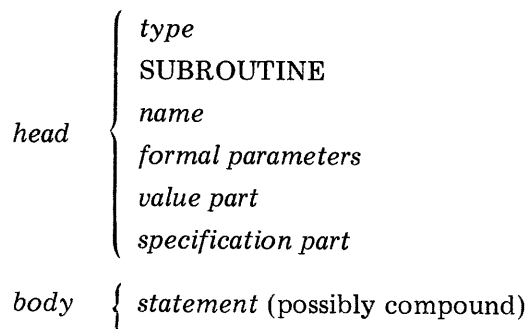 type
SUBROUTINE
name
head
formal parameters
value part
specification part
body statement (possibly compound)